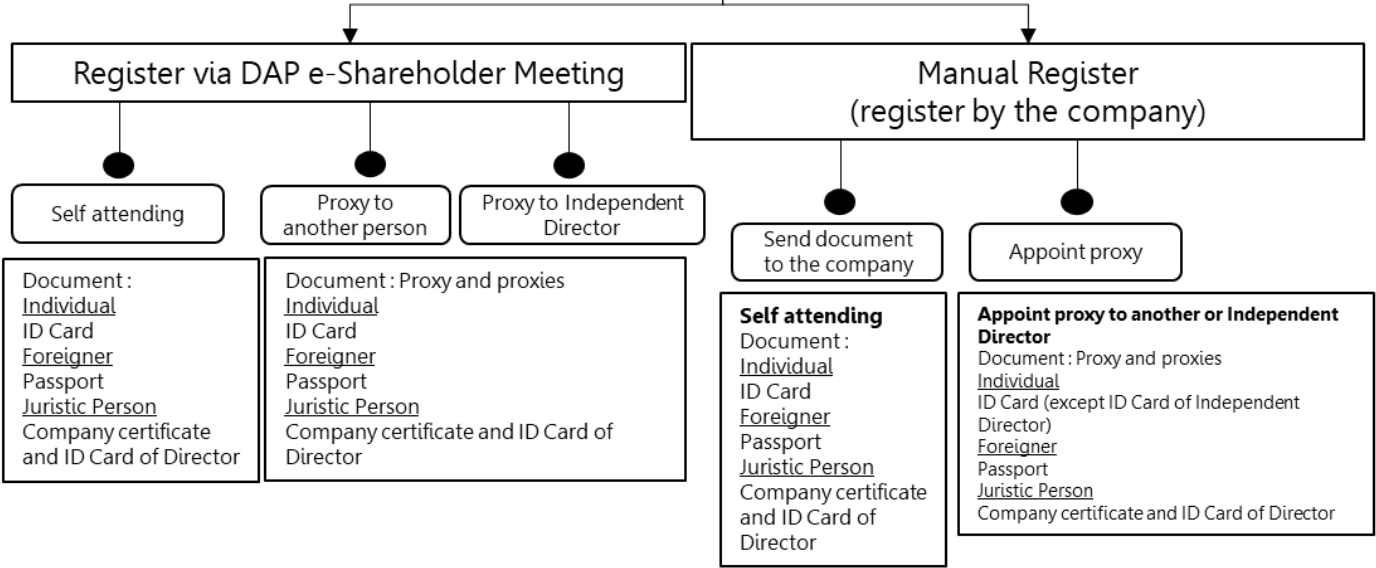 Register via DAP e-Shareholder Meeting
Manual Register
(register by the company)
Self attending
Proxy to
another person
Proxy to Independent
Director
Send document
to the company
Appoint proxy
Document :
Individual
ID Card
Foreigner
Passport
Juristic Person
Company certificate
and ID Card of Director
Document : Proxy and proxies
Individual
ID Card
Foreigner
Passport
Juristic Person
Company certificate and ID Card of
Director
Self attending
Document :
Individual
ID Card
Foreigner
Passport
Juristic Person
Company certificate
and ID Card of
Director
Appoint proxy to another or Independent
Director
Document : Proxy and proxies
Individual
ID Card (except ID Card of Independent
Director)
Foreigner
Passport
Juristic Person
Company certificate and ID Card of Director